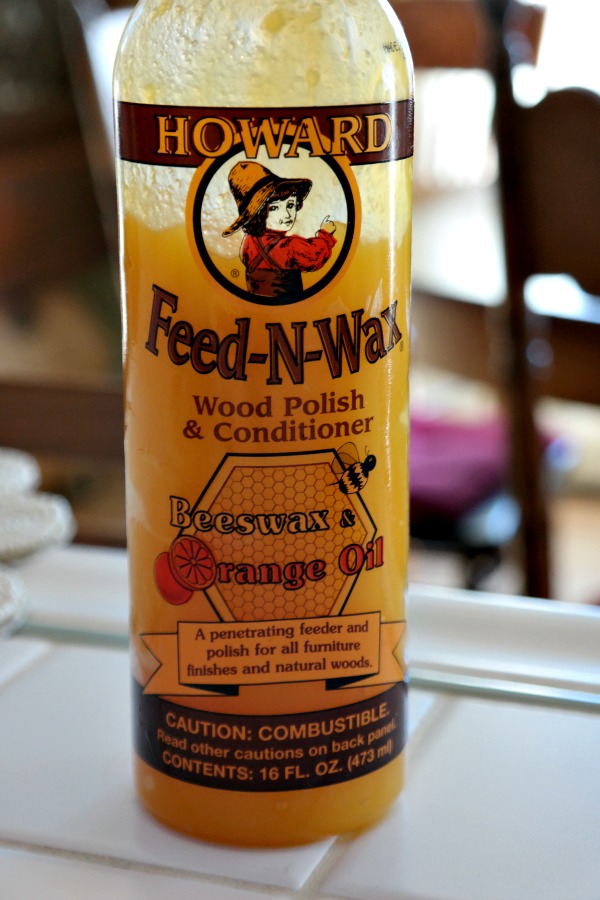 HOWARD
®
Feed-N-Wax
Wood Polish
& Conditioner
Beeswax &
Orange Oil
A penetrating feeder and
polish for all furniture
finishes and natural woods.
CAUTION: COMBUSTIBLE.
Read other cautions on back panel.
CONTENTS: 16 FL. OZ. (473 ml)